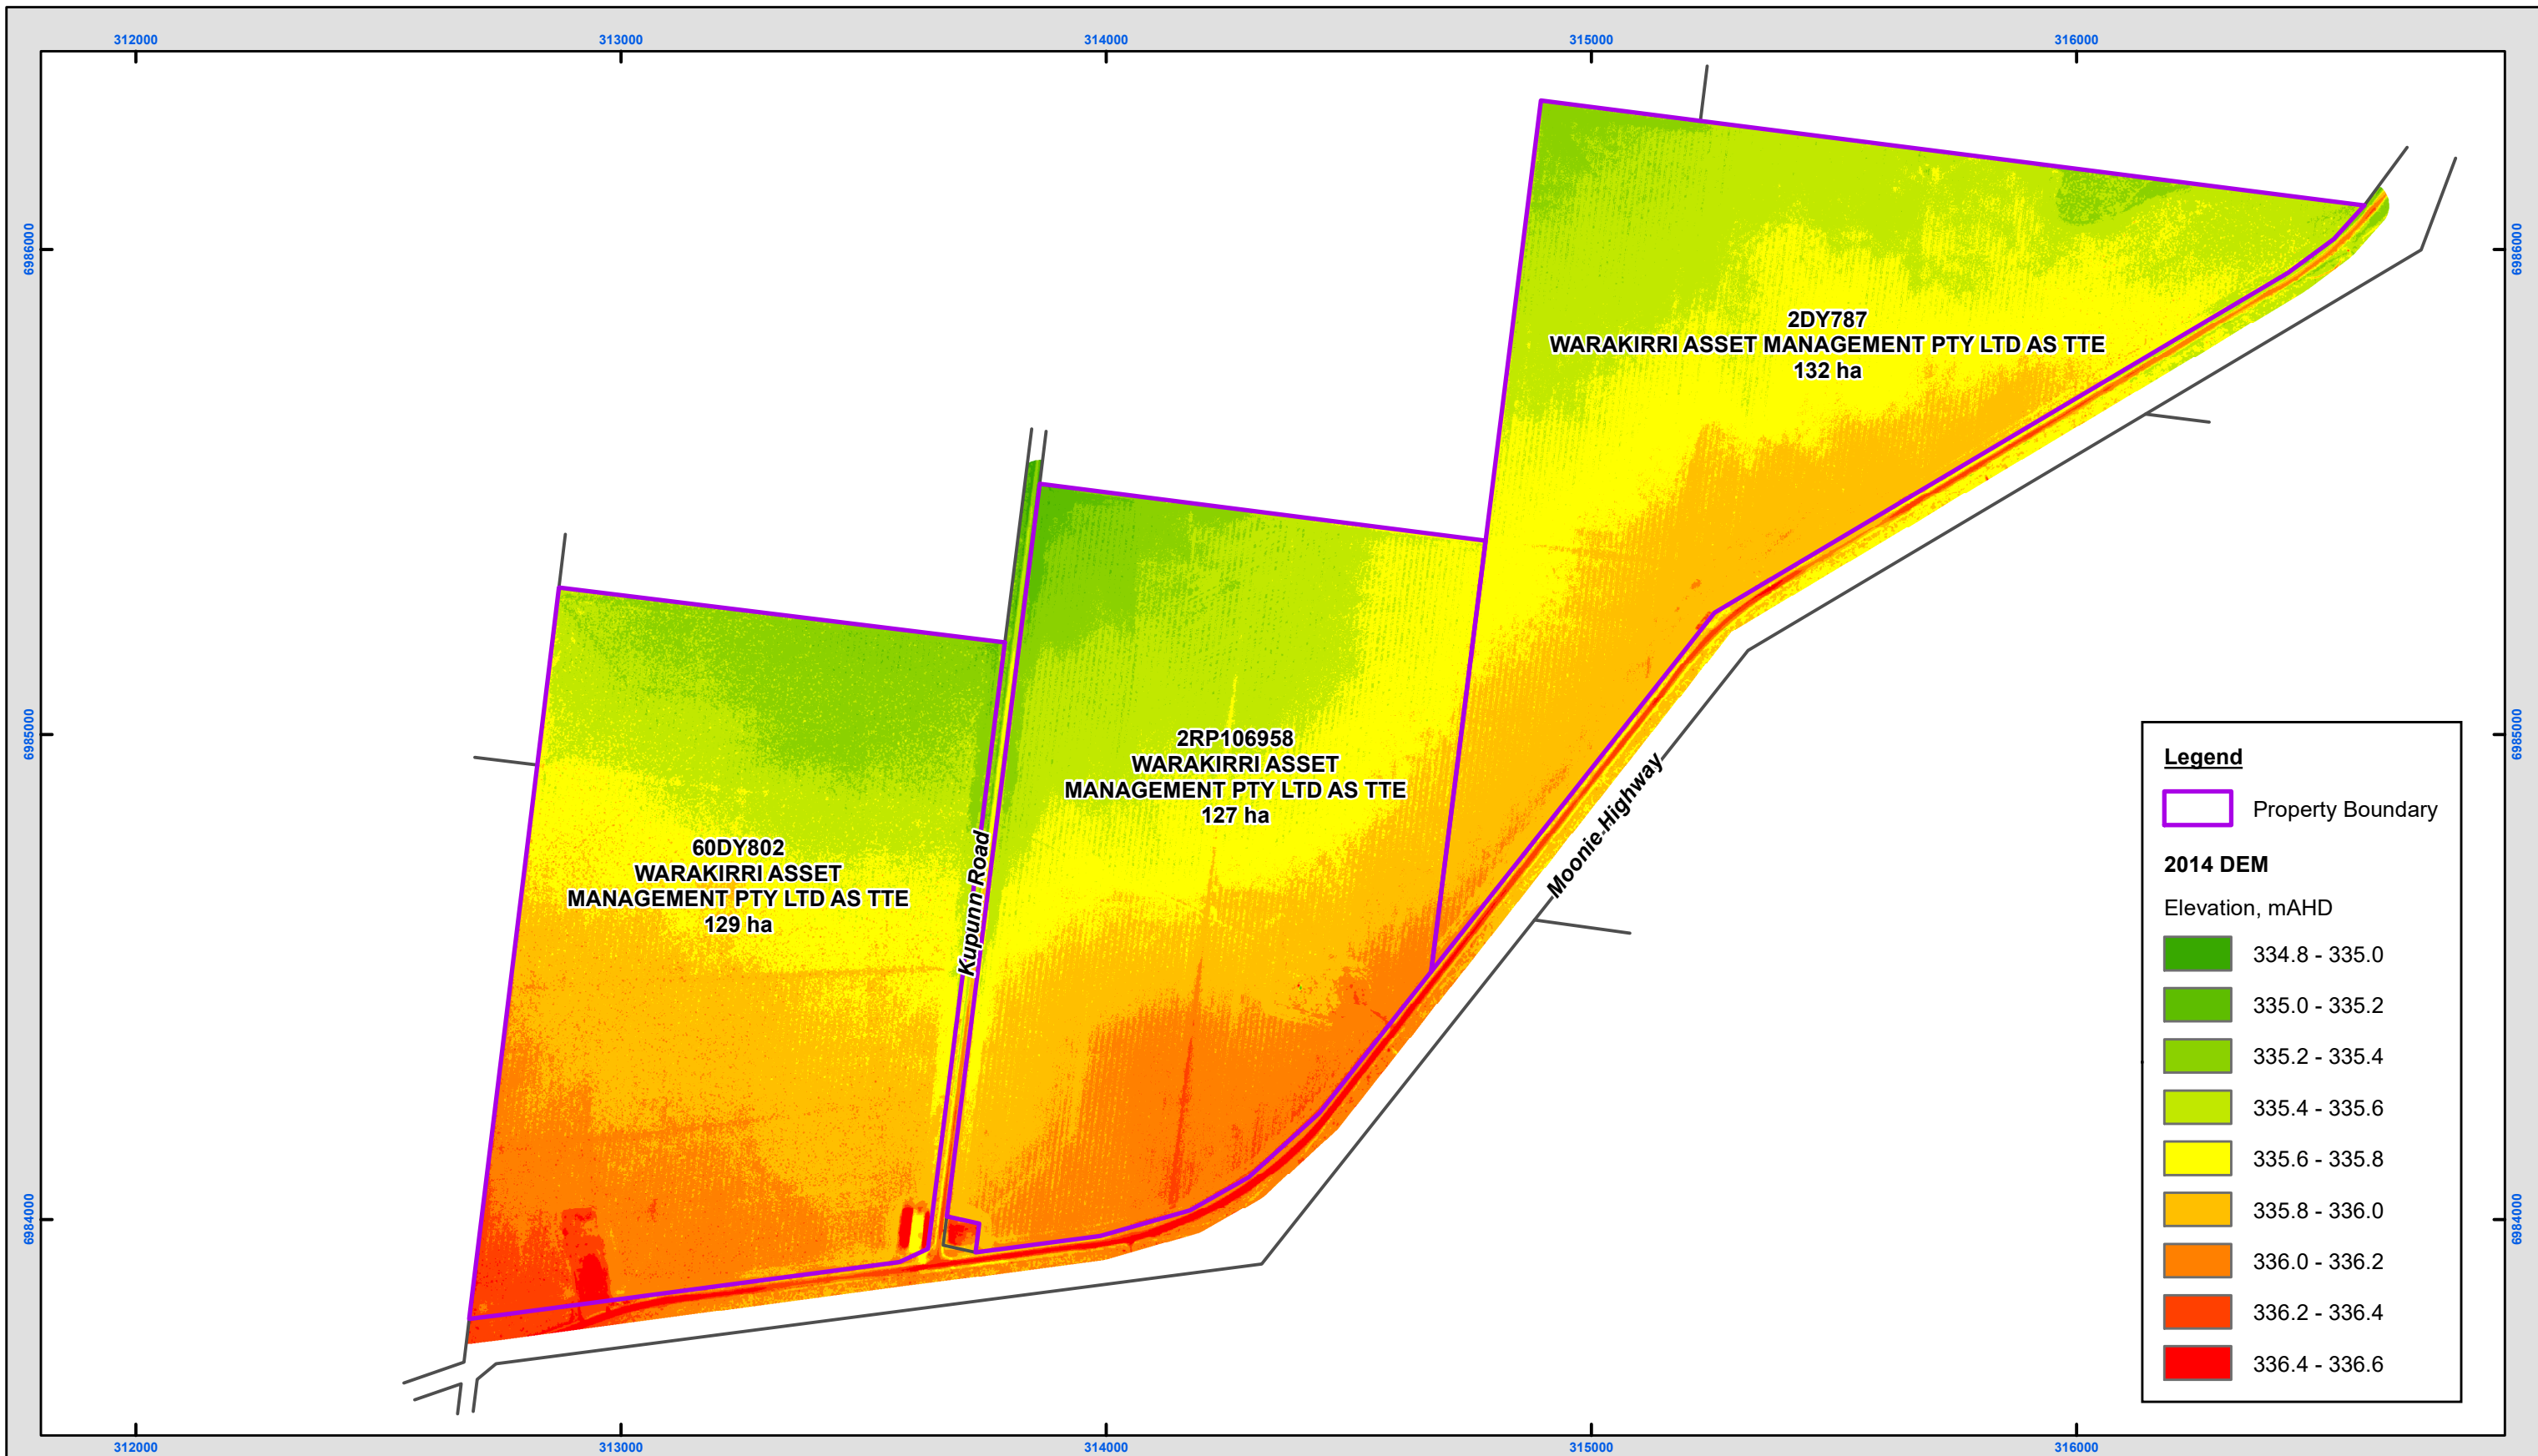 312000
313000
314000
315000
316000
6986000
6986000
2DY787
WARAKIRRI ASSET MANAGEMENT PTY LTD AS TTE
132 ha
6985000
6985000
2RP106958
WARAKIRRI ASSET
MANAGEMENT PTY LTD AS TTE
127 ha
60DY802
WARAKIRRI ASSET
MANAGEMENT PTY LTD AS TTE
129 ha
Kupunn Road
Moonie Highway
6984000
6984000
Legend
Property Boundary
2014 DEM
Elevation, mAHD
334.8 - 335.0
335.0 - 335.2
335.2 - 335.4
335.4 - 335.6
335.6 - 335.8
335.8 - 336.0
336.0 - 336.2
336.2 - 336.4
336.4 - 336.6
312000
313000
314000
315000
316000